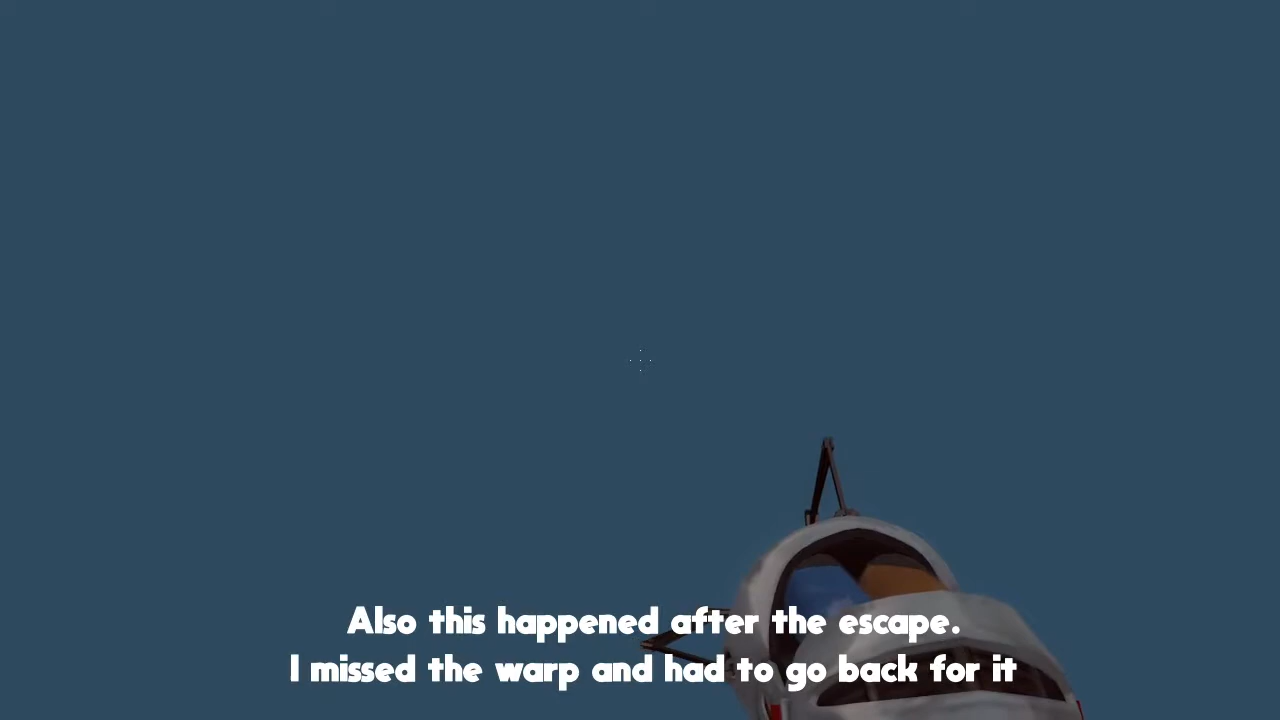 Also this happened after the escape.
I missed the warp and had to go back for it